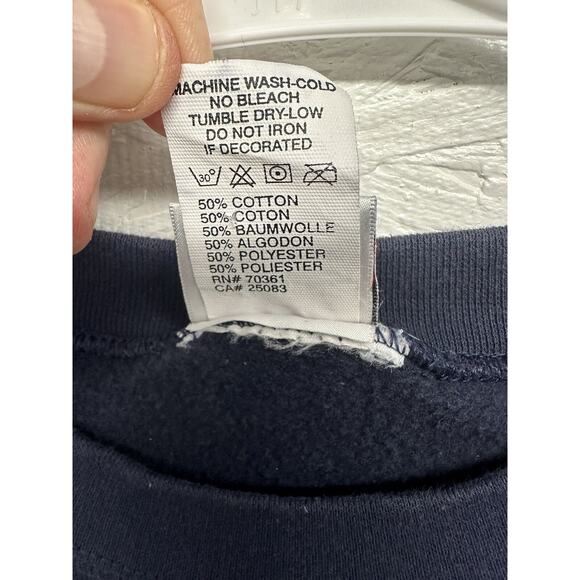 MACHINE WASH-COLD
NO BLEACH
TUMBLE DRY-LOW
DO NOT IRON
IF DECORATED
30°
50% COTTON
50% COTON
50% BAUMWOLLE
50% ALGODON
50% POLYESTER
50% POLIESTER
RN# 70361
CA# 25083